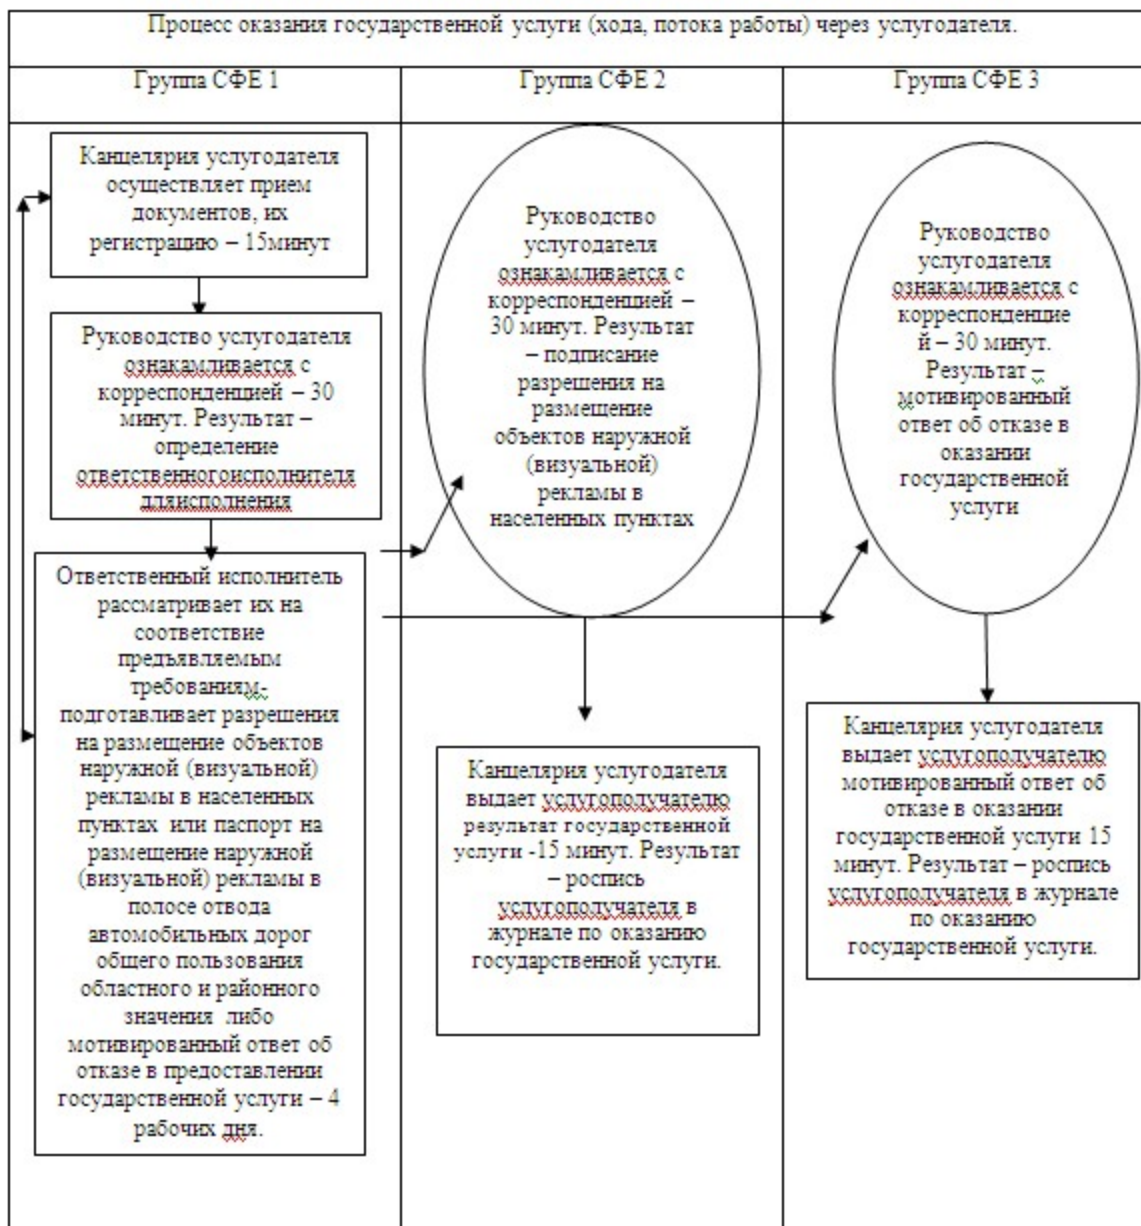 Процесс оказания государственной услуги (хода, потока работы) через услугодателя.
Группа СФЕ 1
Группа СФЕ 2
Группа СФЕ 3
Канцелярия услугодателя
осуществляет прием
документов, их
регистрацию – 15минут
Руководство услугодателя
ознакамливается с
корреспонденцией – 30
минут. Результат –
определение
ответственногоисполнителя
дляисполнения
Ответственный исполнитель
рассматривает их на
соответствие
предъявляемым
требованиям-
подготавливает разрешения
на размещение объектов
наружной (визуальной)
рекламы в населенных
пунктах или паспорт на
размещение наружной
(визуальной) рекламы в
полосе отвода
автомобильных дорог
общего пользования
областного и районного
значения либо
мотивированный ответ об
отказе в предоставлении
государственной услуги – 4
рабочих дня.
Руководство
услугодателя
ознакамливается с
корреспонденцией –
30 минут. Результат
– подписание
разрешения на
размещение
объектов наружной
(визуальной)
рекламы в
населенных пунктах
Канцелярия услугодателя
выдает услугополучателю
результат государственной
услуги -15 минут. Результат
– роспись
услугополучателя в
журнале по оказанию
государственной услуги.
Руководство
услугодателя
ознакамливается с
корреспонденцие
й – 30 минут.
Результат –
мотивированный
ответ об отказе в
оказании
государственной
услуги
Канцелярия услугодателя
выдает услугополучателю
мотивированный ответ об
отказе в оказании
государственной услуги 15
минут. Результат – роспись
услугополучателя в журнале
по оказанию
государственной услуги.